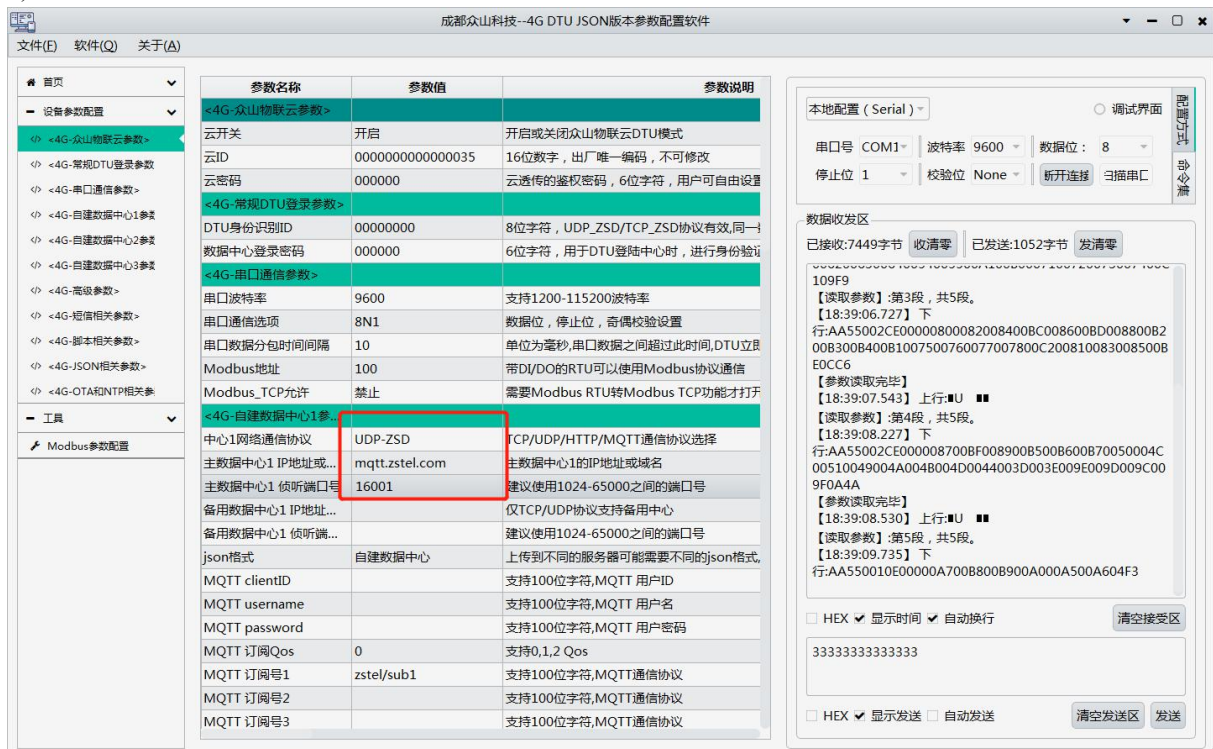 成都众山科技--4G DTU JSON版本参数配置软件
文件(F) 软件(Q) 关于(A)
首页
设备参数配置
</> <4G-众山物联云参数>
</> <4G-常规DTU登录参数
</> <4G-串口通信参数>
</> <4G-自建数据中心1参数
</> <4G-自建数据中心2参数
</> <4G-自建数据中心3参数
</> <4G-高级参数>
</> <4G-短信相关参数>
</> <4G-脚本相关参数>
</> <4G-JSON相关参数>
</> <4G-OTA和NTP相关参
工具
Modbus参数配置
参数名称 参数值 参数说明
<4G-众山物联云参数>
云开关 开启 开启或关闭众山物联云DTU模式
云ID 0000000000000035 16位数字，出厂唯一编码，不可修改
云密码 000000 云透传的鉴权密码，6位字符，用户可自由设置
<4G-常规DTU登录参数>
DTU身份识别ID 00000000 8位字符，UDP_ZSD/TCP_ZSD协议有效,同一
数据中心登录密码 000000 6位字符，用于DTU登陆中心时，进行身份验证
<4G-串口通信参数>
串口波特率 9600 支持1200-115200波特率
串口通信选项 8N1 数据位，停止位，奇偶校验设置
串口数据分包时间间隔 10 单位为毫秒,串口数据之间超过此时间,DTU立即
Modbus地址 100 带DI/DO的RTU可以使用Modbus协议通信
Modbus_TCP允许 禁止 需要Modbus RTU转Modbus TCP功能才打开
<4G-自建数据中心1参...
中心1网络通信协议 UDP-ZSD TCP/UDP/HTTP/MQTT通信协议选择
主数据中心1 IP地址或... mqtt.zstel.com 主数据中心1的IP地址或域名
主数据中心1 侦听端口号 16001 建议使用1024-65000之间的端口号
备用数据中心1 IP地址... 仅TCP/UDP协议支持备用中心
备用数据中心1 侦听端... 建议使用1024-65000之间的端口号
json格式 自建数据中心 上传到不同的服务器可能需要不同的json格式,
MQTT clientID 支持100位字符,MQTT 用户ID
MQTT username 支持100位字符,MQTT 用户名
MQTT password 支持100位字符,MQTT 用户密码
MQTT 订阅Qos 0 支持0,1,2 Qos
MQTT 订阅号1 zstel/sub1 支持100位字符,MQTT通信协议
MQTT 订阅号2 支持100位字符,MQTT通信协议
MQTT 订阅号3 支持100位字符,MQTT通信协议
本地配置（Serial） 调试界面
串口号 COM1 波特率 9600 数据位： 8
停止位 1 校验位 None 断开连接 扫描串口
配置方式
命令集
数据收发区
已接收:7449字节 收清零 已发送:1052字节 发清零
109F9
【读取参数】:第3段，共5段。
【18:39:06.727】下
行:AA55002CE00000800082008400BC008600BD008800B2
00B300B400B1007500760077007800C200810083008500B
E0CC6
【参数读取完毕】
【18:39:07.543】上行:■U ■■
【读取参数】:第4段，共5段。
【18:39:08.227】下
行:AA55002CE000008700BF008900B500B600B70050004C
00510049004A004B004D0044003D003E009E009D009C00
9F0A4A
【参数读取完毕】
【18:39:08.530】上行:■U ■■
【读取参数】:第5段，共5段。
【18:39:09.735】下
行:AA550010E00000A700B800B900A000A500A604F3
HEX 显示时间 自动换行 清空接受区
33333333333333
HEX 显示发送 自动发送 清空发送区 发送